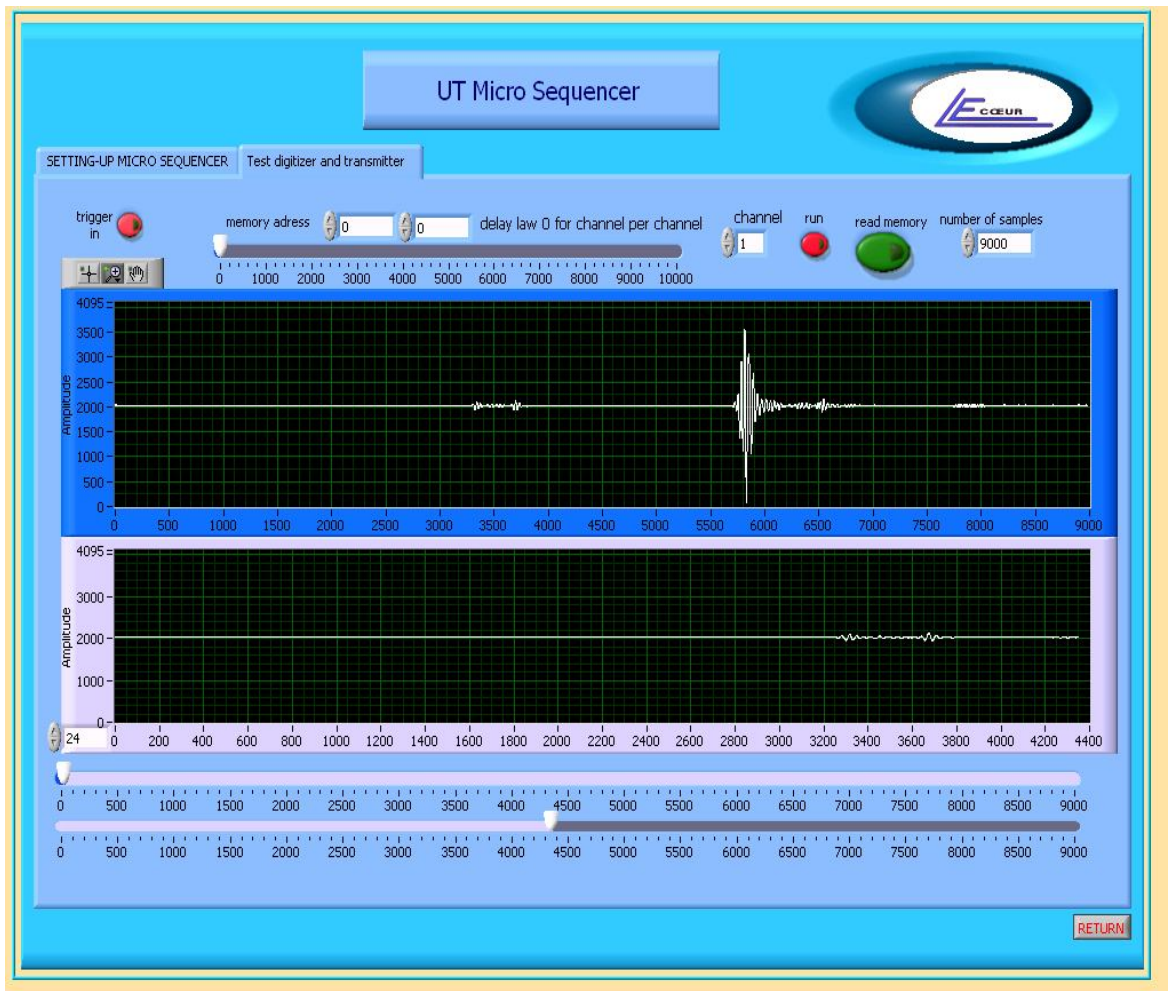 UT Micro Sequencer
LE CŒUR
SETTING-UP MICRO SEQUENCER Test digitizer and transmitter
trigger in
memory adress 0 0 delay law 0 for channel per channel
channel 1
run
read memory
number of samples 9000
0 1000 2000 3000 4000 5000 6000 7000 8000 9000 10000
Amplitude
4095
3500
3000
2500
2000
1500
1000
500
0
0 500 1000 1500 2000 2500 3000 3500 4000 4500 5000 5500 6000 6500 7000 7500 8000 8500 9000
Amplitude
4095
3000
2000
1000
0
24
0 200 400 600 800 1000 1200 1400 1600 1800 2000 2200 2400 2600 2800 3000 3200 3400 3600 3800 4000 4200 4400
0 500 1000 1500 2000 2500 3000 3500 4000 4500 5000 5500 6000 6500 7000 7500 8000 8500 9000
0 500 1000 1500 2000 2500 3000 3500 4000 4500 5000 5500 6000 6500 7000 7500 8000 8500 9000
RETURN